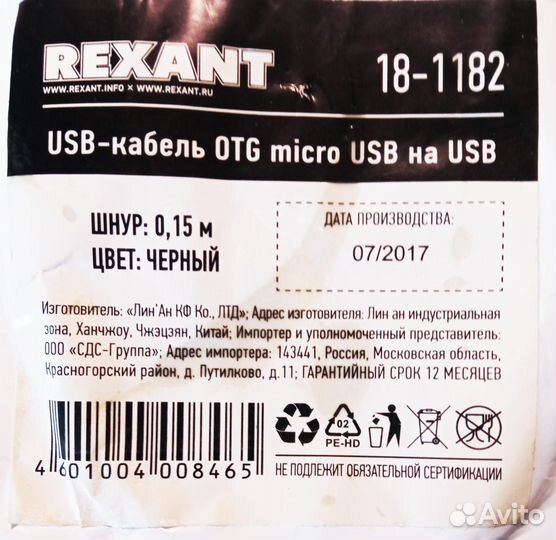 REXANT
18-1182
WWW.REXANT.INFO × WWW.REXANT.RU
USB-кабель OTG micro USB на USB
ШНУР: 0,15 м
ЦВЕТ: ЧЕРНЫЙ
ДАТА ПРОИЗВОДСТВА:
07/2017
Изготовитель: «Лин'Ан КФ Ко., ЛТД»; Адрес изготовителя: Лин ан индустриальная
зона, Ханчжоу, Чжэцзян, Китай; Импортер и уполномоченный представитель:
ООО «СДС-Группа»; Адрес импортера: 143441, Россия, Московская область,
Красногорский район, д. Путилково, д.11; ГАРАНТИЙНЫЙ СРОК 12 МЕСЯЦЕВ
02
PE-HD
4 601004 008465
НЕ ПОДЛЕЖИТ ОБЯЗАТЕЛЬНОЙ СЕРТИФИКАЦИИ
Avito